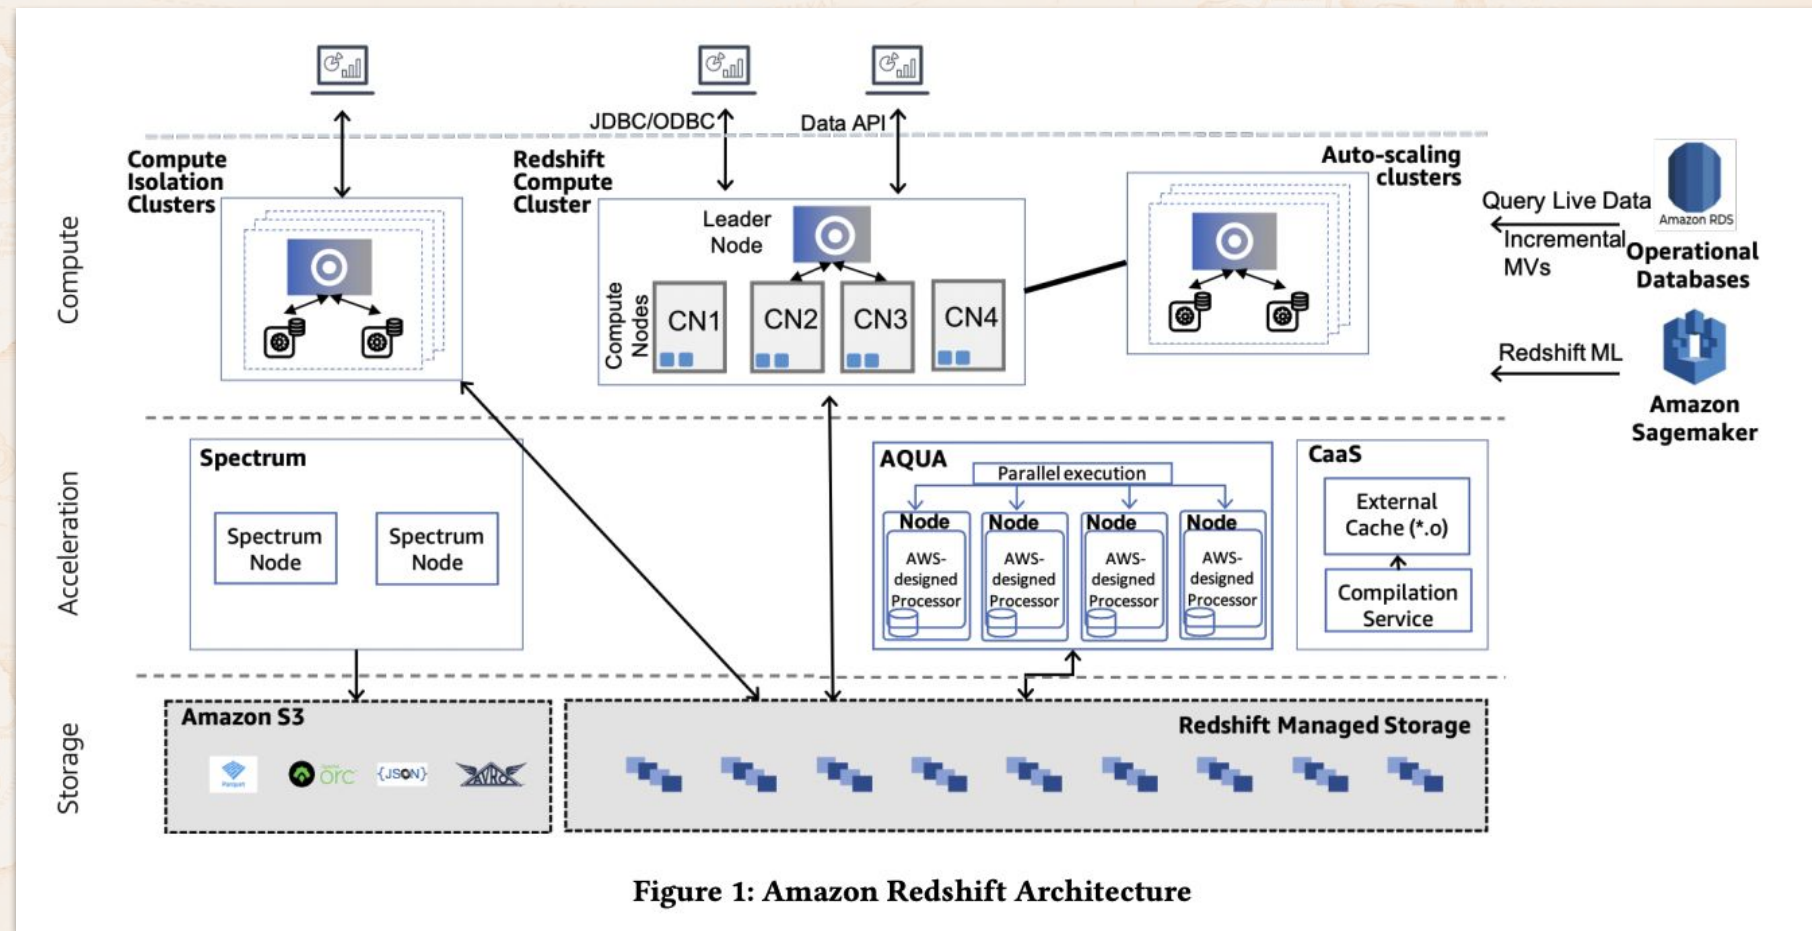 JDBC/ODBC
Data API
Compute
Isolation
Clusters
Redshift
Compute
Cluster
Auto-scaling
clusters
Compute
Leader
Node
Compute
Nodes
CN1
CN2
CN3
CN4
Query Live Data
Incremental
MVs
Amazon RDS
Operational
Databases
Redshift ML
Amazon
Sagemaker
Acceleration
Spectrum
Spectrum
Node
Spectrum
Node
AQUA
Parallel execution
Node
AWS-
designed
Processor
Node
AWS-
designed
Processor
Node
AWS-
designed
Processor
Node
AWS-
designed
Processor
CaaS
External
Cache (*.o)
Compilation
Service
Storage
Amazon S3
Parquet
orc
{JSON}
AVRO
Redshift Managed Storage
Figure 1: Amazon Redshift Architecture